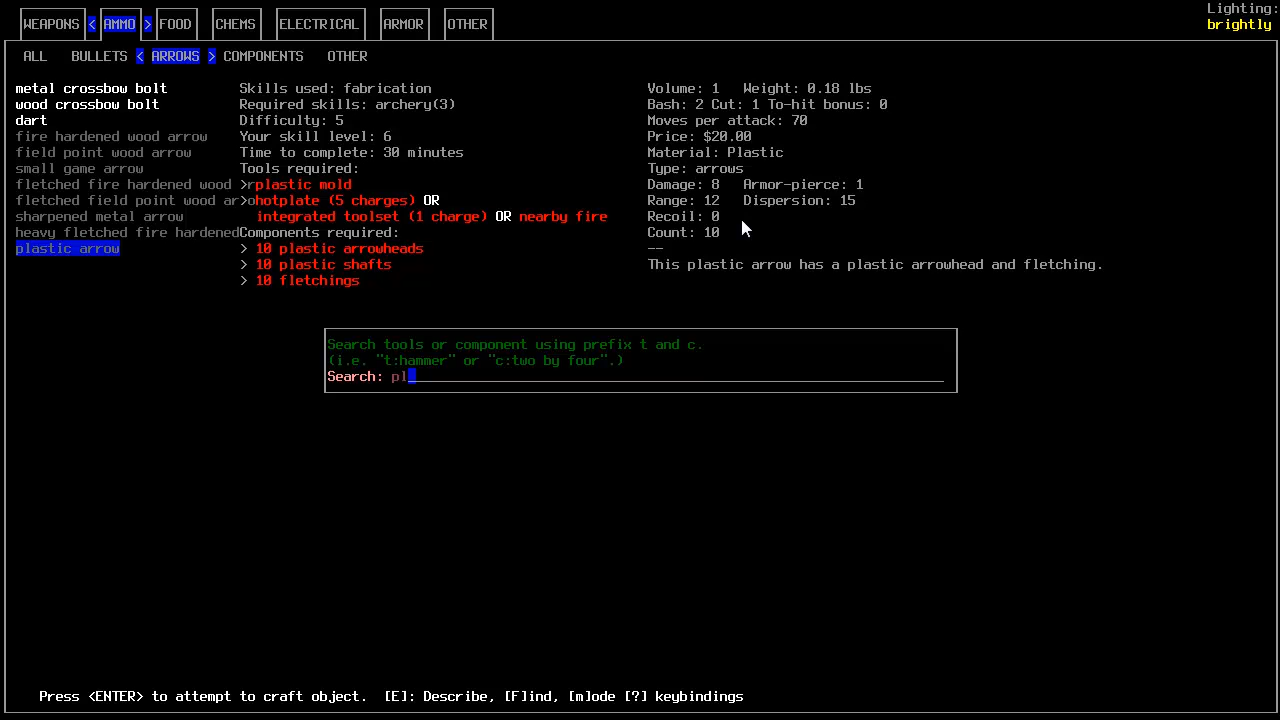 Lighting:
WEAPONS < AMMO > FOOD CHEMS ELECTRICAL ARMOR OTHER brightly
ALL BULLETS < ARROWS > COMPONENTS OTHER
metal crossbow bolt Skills used: fabrication Volume: 1 Weight: 0.18 lbs
wood crossbow bolt Required skills: archery(3) Bash: 2 Cut: 1 To-hit bonus: 0
dart Difficulty: 5 Moves per attack: 70
fire hardened wood arrow Your skill level: 6 Price: $20.00
field point wood arrow Time to complete: 30 minutes Material: Plastic
small game arrow Tools required: Type: arrows
fletched fire hardened wood >rplastic mold Damage: 8 Armor-pierce: 1
fletched field point wood ar>ohotplate (5 charges) OR Range: 12 Dispersion: 15
sharpened metal arrow integrated toolset (1 charge) OR nearby fire Recoil: 0
heavy fletched fire hardenedComponents required: Count: 10
plastic arrow > 10 plastic arrowheads --
> 10 plastic shafts This plastic arrow has a plastic arrowhead and fletching.
> 10 fletchings
Search tools or component using prefix t and c.
(i.e. "t:hammer" or "c:two by four".)
Search: pl
Press <ENTER> to attempt to craft object. [E]: Describe, [F]ind, [m]ode [?] keybindings